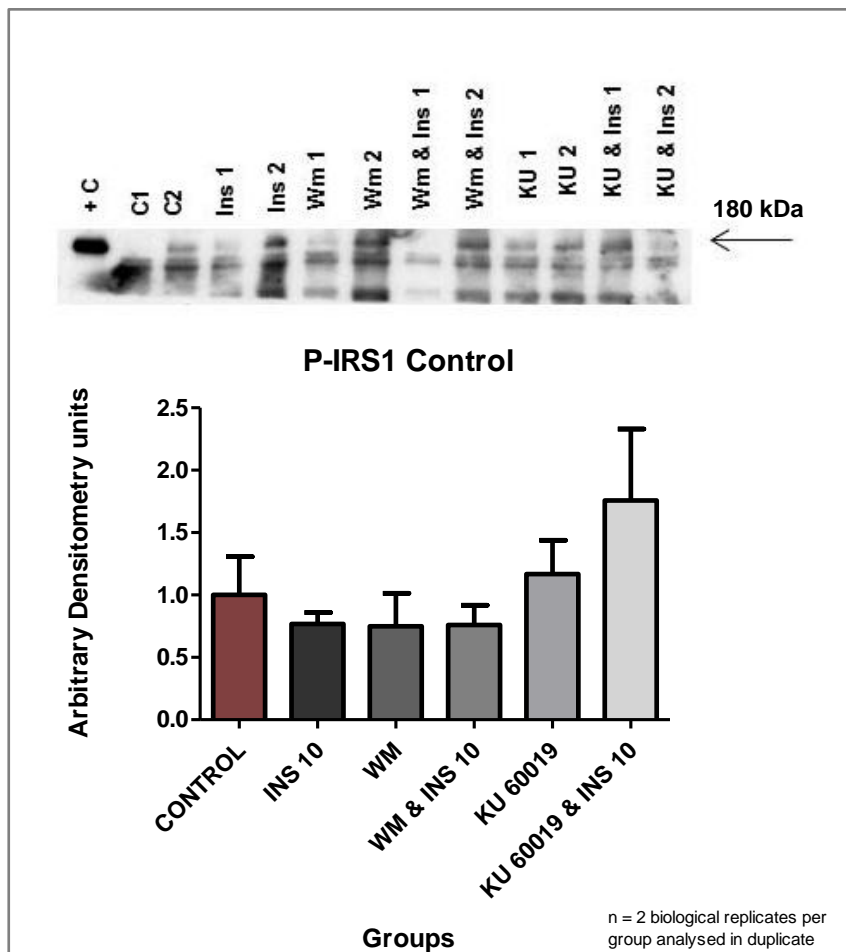 + C
C1
C2
Ins 1
Ins 2
Wm 1
Wm 2
Wm & Ins 1
Wm & Ins 2
KU 1
KU 2
KU & Ins 1
KU & Ins 2
180 kDa
P-IRS1 Control
Arbitrary Densitometry units
2.5
2.0
1.5
1.0
0.5
0.0
CONTROL
INS 10
WM
WM & INS 10
KU 60019
KU 60019 & INS 10
Groups
n = 2 biological replicates per
group analysed in duplicate